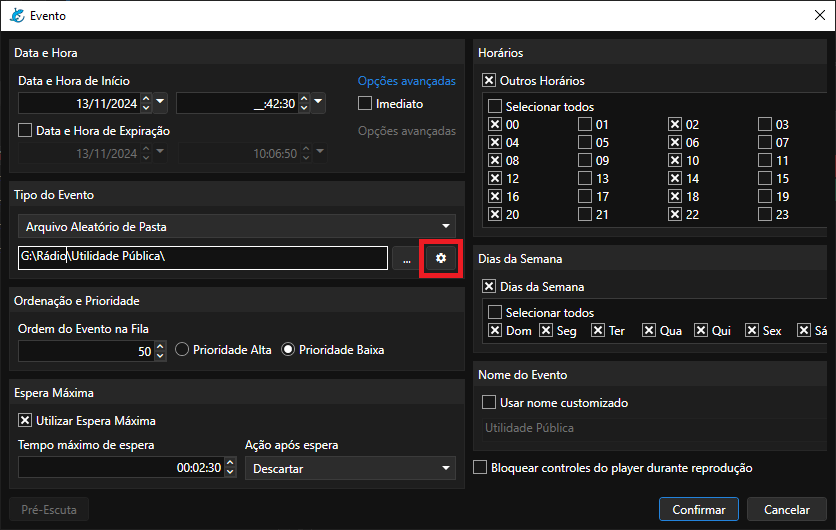 Evento
Data e Hora
Data e Hora de Início
Opções avançadas
13/11/2024
__:42:30
Imediato
Data e Hora de Expiração
Opções avançadas
13/11/2024
10:06:50
Tipo do Evento
Arquivo Aleatório de Pasta
G:\Rádio\Utilidade Pública\
...
Ordenação e Prioridade
Ordem do Evento na Fila
50
Prioridade Alta
Prioridade Baixa
Espera Máxima
Utilizar Espera Máxima
Tempo máximo de espera
Ação após espera
00:02:30
Descartar
Pré-Escuta
Horários
Outros Horários
Selecionar todos
00 01 02 03
04 05 06 07
08 09 10 11
12 13 14 15
16 17 18 19
20 21 22 23
Dias da Semana
Dias da Semana
Selecionar todos
Dom Seg Ter Qua Qui Sex Sá
Nome do Evento
Usar nome customizado
Utilidade Pública
Bloquear controles do player durante reprodução
Confirmar
Cancelar